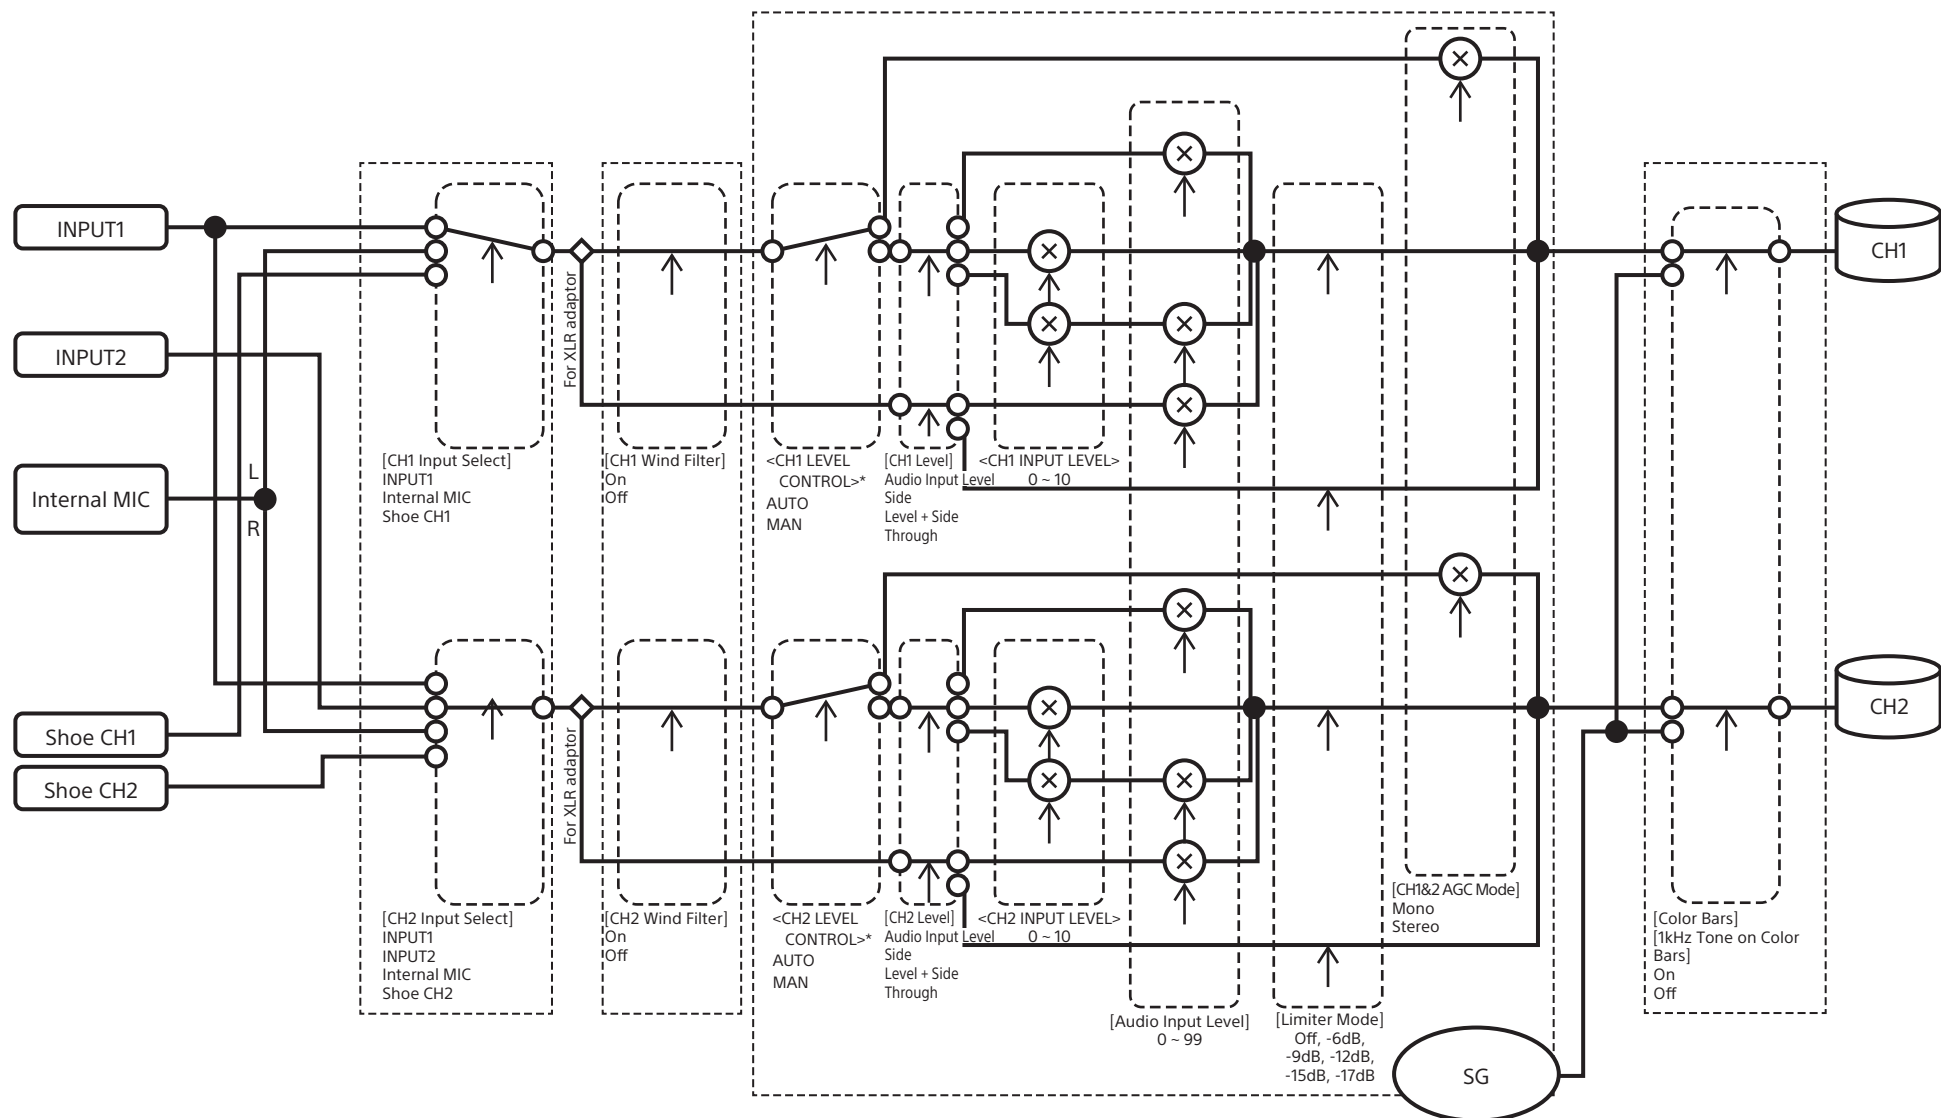 INPUT1
INPUT2
Internal MIC
L
R
Shoe CH1
Shoe CH2
[CH1 Input Select]
INPUT1
Internal MIC
Shoe CH1
For XLR adaptor
[CH1 Wind Filter]
On
Off
<CH1 LEVEL
CONTROL>*
AUTO
MAN
[CH1 Level]
Audio Input Level
Side
Level + Side
Through
<CH1 INPUT LEVEL>
0 ~ 10
CH1
[CH2 Input Select]
INPUT1
INPUT2
Internal MIC
Shoe CH2
For XLR adaptor
[CH2 Wind Filter]
On
Off
<CH2 LEVEL
CONTROL>*
AUTO
MAN
[CH2 Level]
Audio Input Level
Side
Level + Side
Through
<CH2 INPUT LEVEL>
0 ~ 10
[Audio Input Level]
0 ~ 99
[Limiter Mode]
Off, -6dB,
-9dB, -12dB,
-15dB, -17dB
[CH1&2 AGC Mode]
Mono
Stereo
SG
[Color Bars]
[1kHz Tone on Color
Bars]
On
Off
CH2